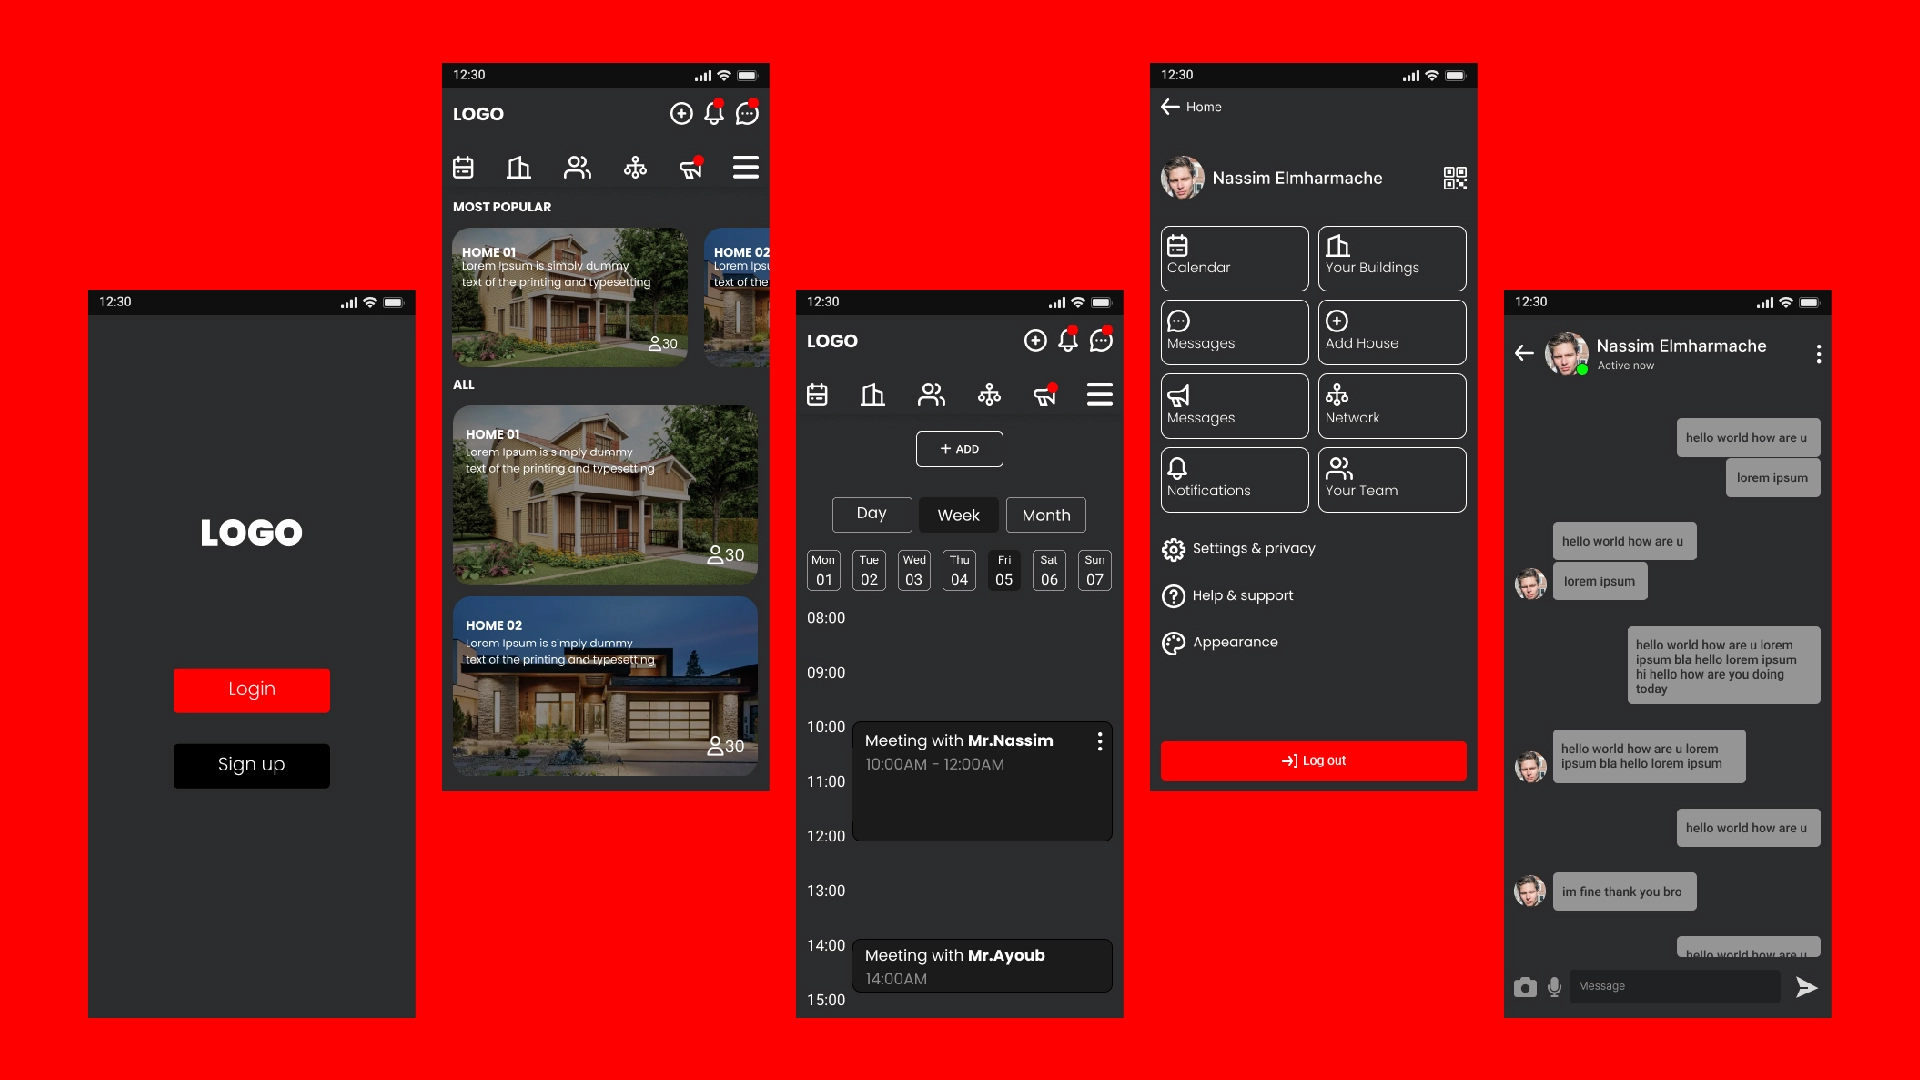 12:30
LOGO
Login
Sign up
12:30
LOGO
MOST POPULAR
HOME 01
Lorem Ipsum is simply dummy
text of the printing and typesetting
30
HOME 02
Lorem Ipsu
text of the
ALL
HOME 01
Lorem Ipsum is simply dummy
text of the printing and typesetting
30
HOME 02
Lorem Ipsum is simply dummy
text of the printing and typesetting
30
12:30
LOGO
+ ADD
Day Week Month
Mon Tue Wed Thu Fri Sat Sun
01 02 03 04 05 06 07
08:00
09:00
10:00
Meeting with Mr.Nassim
10:00AM - 12:00AM
11:00
12:00
13:00
14:00
Meeting with Mr.Ayoub
14:00AM
15:00
12:30
Home
Nassim Elmharmache
Calendar
Your Buildings
Messages
Add House
Messages
Network
Notifications
Your Team
Settings & privacy
Help & support
Appearance
Log out
12:30
Nassim Elmharmache
Active now
hello world how are u
lorem ipsum
hello world how are u
lorem ipsum
hello world how are u lorem
ipsum bla hello lorem ipsum
hi hello how are you doing
today
hello world how are u lorem
ipsum bla hello lorem ipsum
hello world how are u
im fine thank you bro
hello world how are u
Message